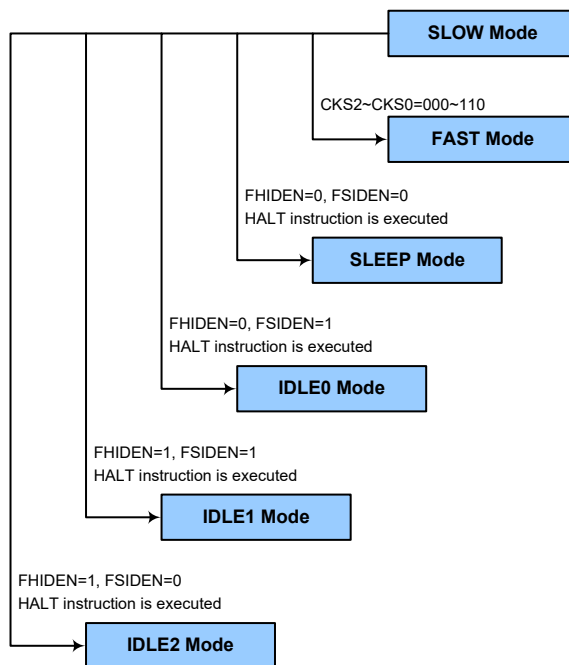 SLOW Mode
CKS2~CKS0=000~110
FAST Mode
FHIDEN=0, FSIDEN=0
HALT instruction is executed
SLEEP Mode
FHIDEN=0, FSIDEN=1
HALT instruction is executed
IDLE0 Mode
FHIDEN=1, FSIDEN=1
HALT instruction is executed
IDLE1 Mode
FHIDEN=1, FSIDEN=0
HALT instruction is executed
IDLE2 Mode